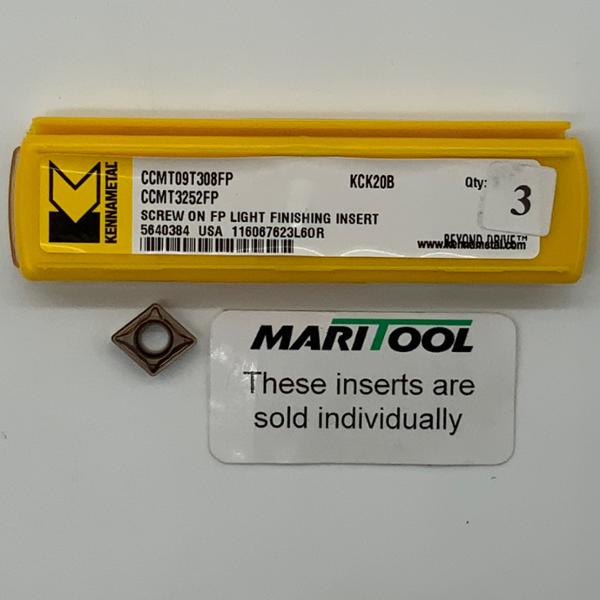 KENNAMETAL
CCMT09T308FP KCK20B Qty: 3
CCMT3252FP
SCREW ON FP LIGHT FINISHING INSERT
5640384 USA 116067623L60R
BEYOND DRIVE™
www.kennametal.com
MARITOOL
These inserts are
sold individually